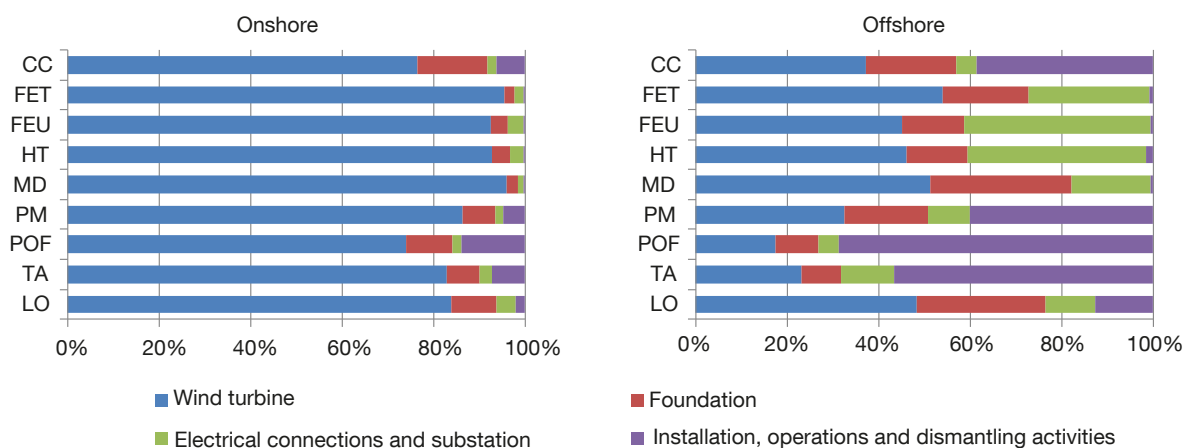 Onshore
CC
FET
FEU
HT
MD
PM
POF
TA
LO
0% 20% 40% 60% 80% 100%
Offshore
CC
FET
FEU
HT
MD
PM
POF
TA
LO
0% 20% 40% 60% 80% 100%
Wind turbine
Foundation
Electrical connections and substation
Installation, operations and dismantling activities